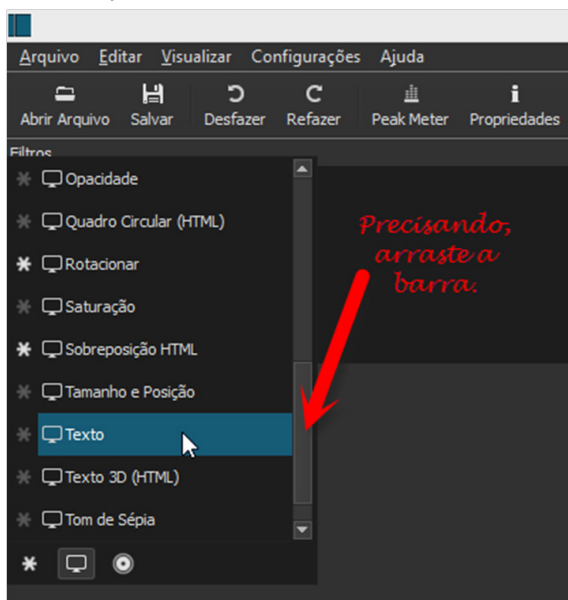 Arquivo Editar Visualizar Configurações Ajuda
Abrir Arquivo Salvar Desfazer Refazer Peak Meter Propriedades
Filtros
Opacidade
Quadro Circular (HTML)
Rotacionar
Saturação
Sobreposição HTML
Tamanho e Posição
Texto
Texto 3D (HTML)
Tom de Sépia
Precisando,
arraste a
barra.